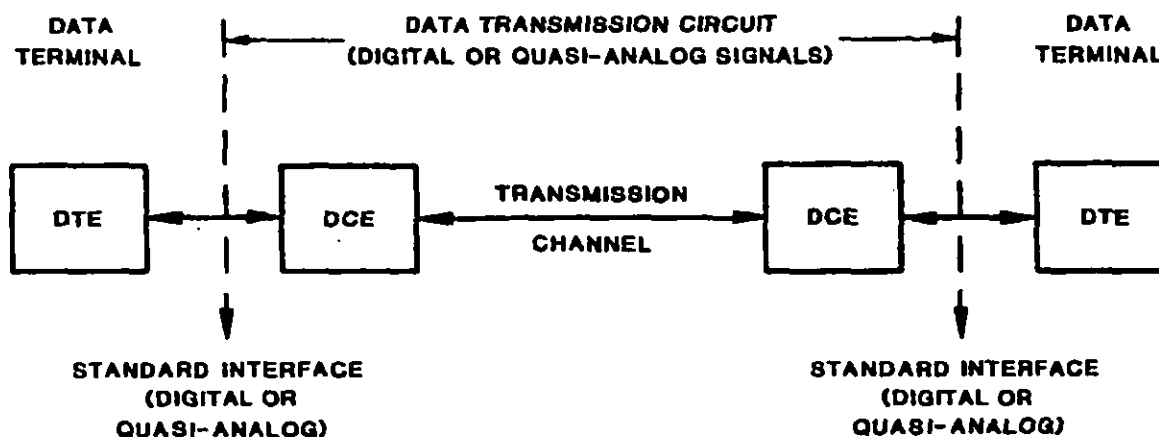 DATA
TERMINAL
DATA TRANSMISSION CIRCUIT
(DIGITAL OR QUASI-ANALOG SIGNALS)
DATA
TERMINAL
DTE
DCE
TRANSMISSION
CHANNEL
DCE
DTE
STANDARD INTERFACE
(DIGITAL OR
QUASI-ANALOG)
STANDARD INTERFACE
(DIGITAL OR
QUASI-ANALOG)